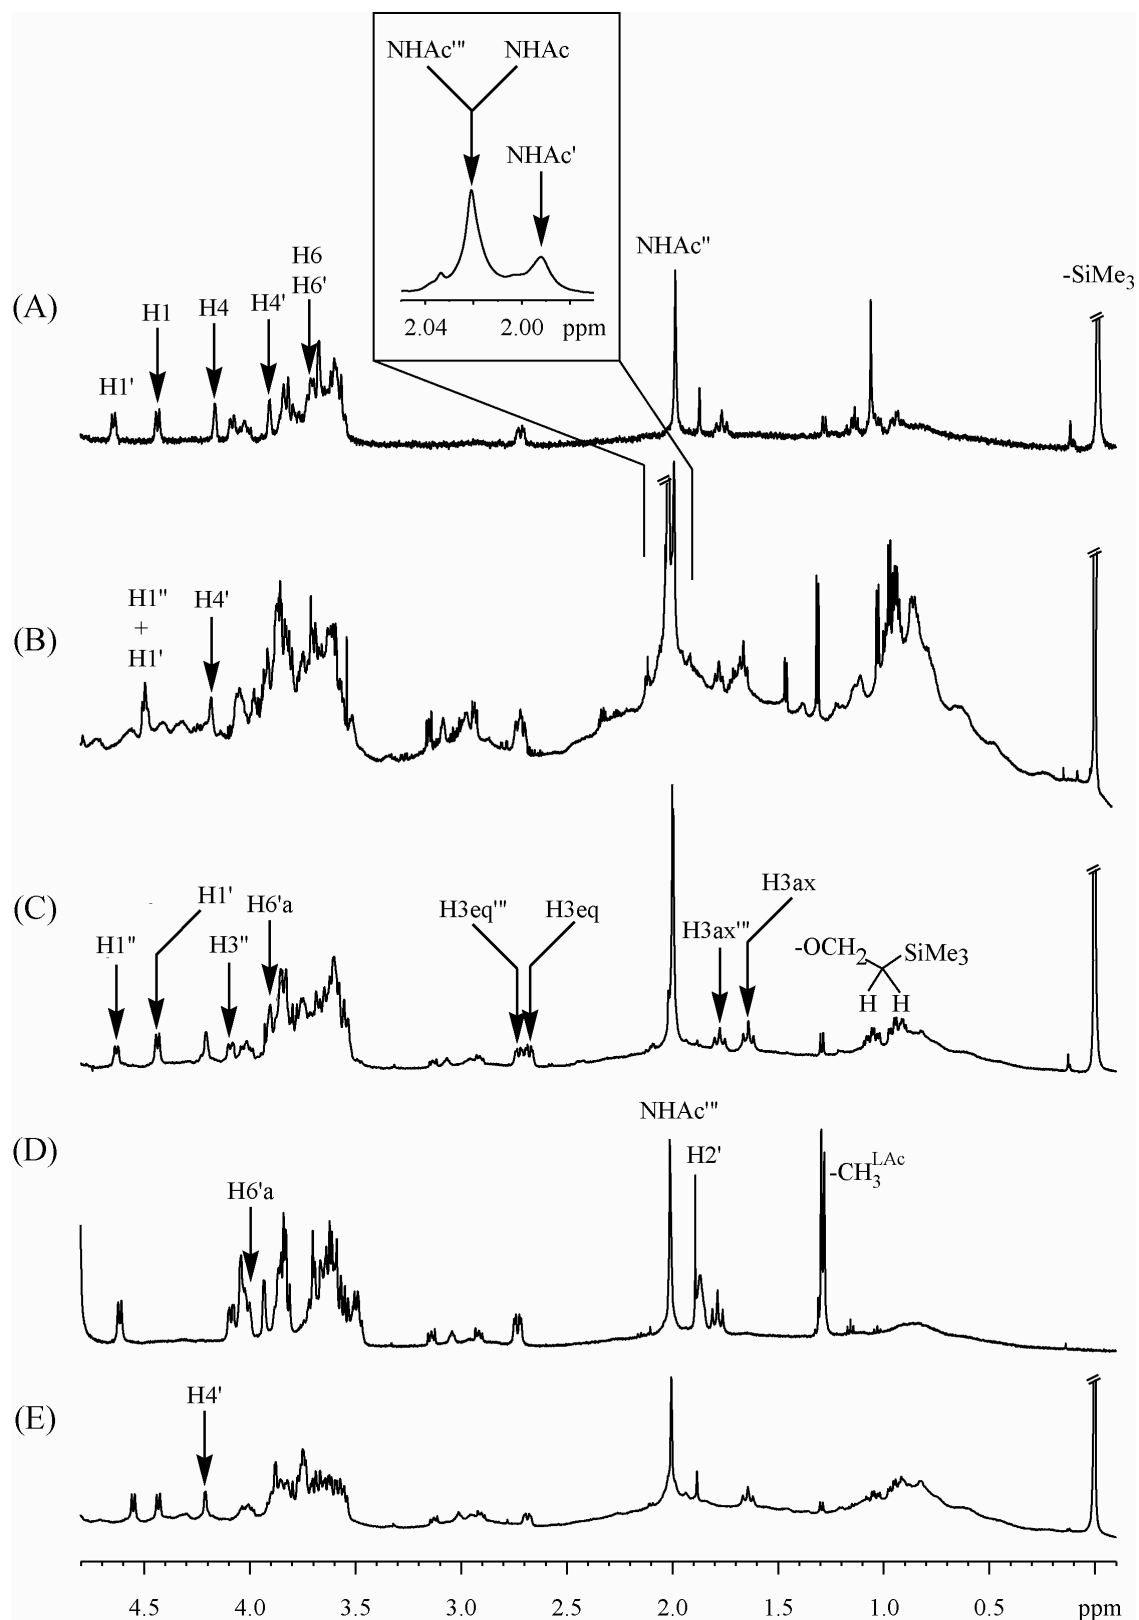 NHAc''' NHAc
NHAc'
2.04 2.00 ppm
(A)
H1'
H1
H4
H4'
H6
H6'
NHAc''
-SiMe3
(B)
H1''
+
H1'
H4'
(C)
H1''
H1'
H3''
H6'a
H3eq'''
H3eq
H3ax'''
H3ax
-OCH2
SiMe3
H H
(D)
H6'a
NHAc'''
H2'
-CH3LAc
(E)
H4'
4.5 4.0 3.5 3.0 2.5 2.0 1.5 1.0 0.5 ppm